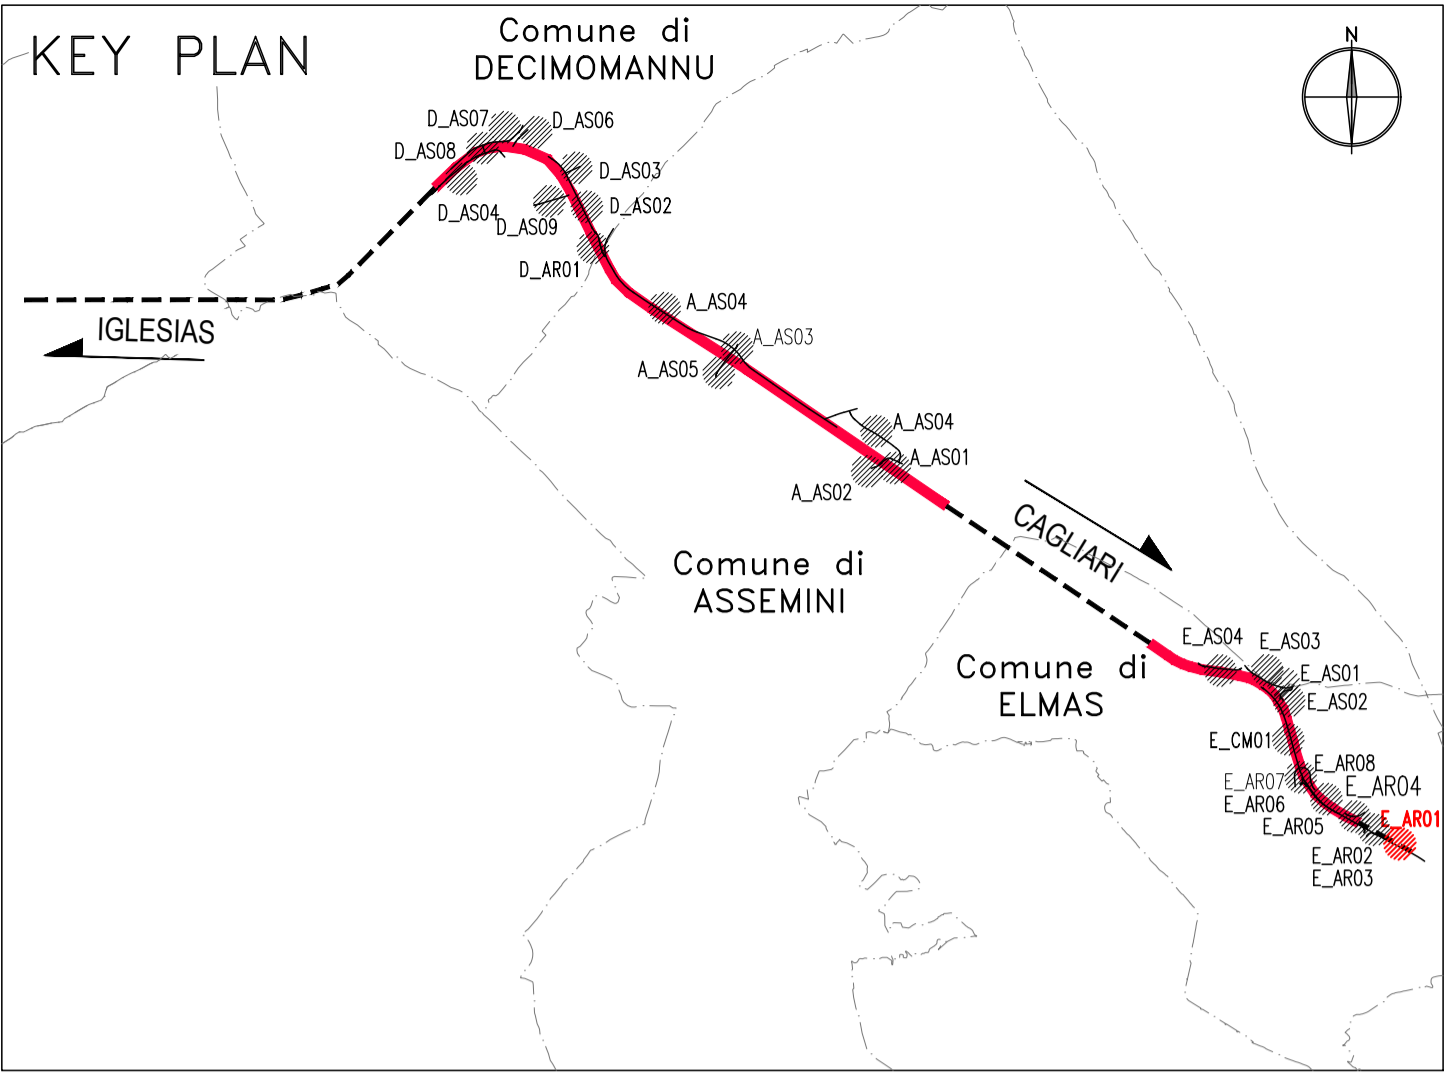 KEY PLAN
Comune di
DECIMOMANNU
N
D_AS07
D_AS06
D_AS08
D_AS03
D_AS04
D_AS02
D_AS09
D_AR01
A_AS04
IGLESIAS
A_AS03
A_AS05
A_AS04
A_AS01
A_AS02
CAGLIARI
Comune di
ASSEMINI
E_AS04
E_AS03
Comune di
ELMAS
E_AS01
E_AS02
E_CM01
E_AR08
E_AR07
E_AR04
E_AR06
E_AR01
E_AR05
E_AR02
E_AR03